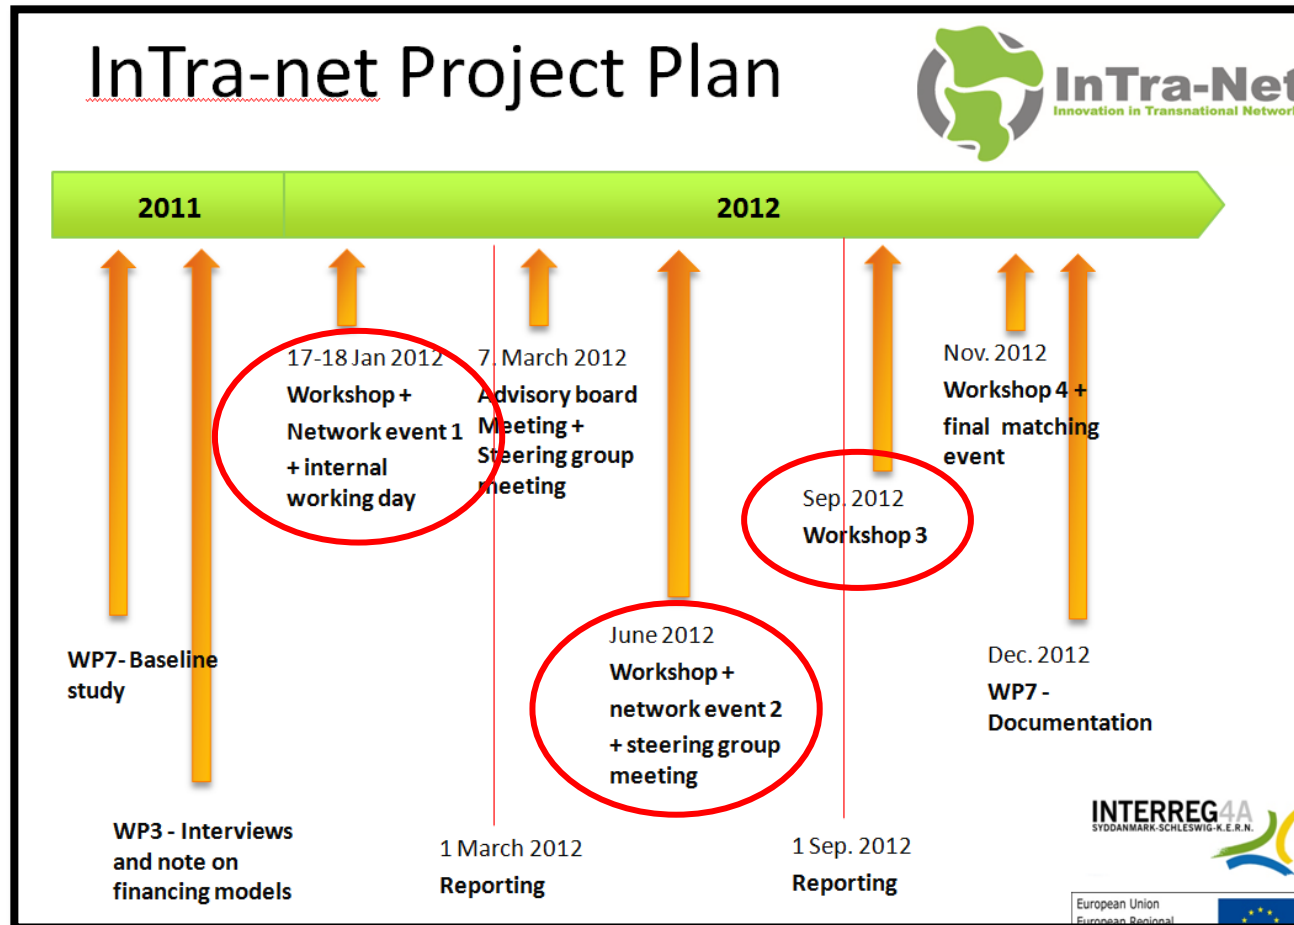 InTra-net Project Plan
InTra-Net
Innovation in Transnational Network
2011
2012
17-18 Jan 2012
Workshop +
Network event 1
+ internal
working day
7. March 2012
Advisory board
Meeting +
Steering group
meeting
Nov. 2012
Workshop 4 +
final matching
event
Sep. 2012
Workshop 3
June 2012
Workshop +
network event 2
+ steering group
meeting
WP7- Baseline
study
Dec. 2012
WP7 -
Documentation
WP3 - Interviews
and note on
financing models
1 March 2012
Reporting
1 Sep. 2012
Reporting
INTERREG4A
SYDDANMARK-SCHLESWIG-K.E.R.N.
European Union
European Regional